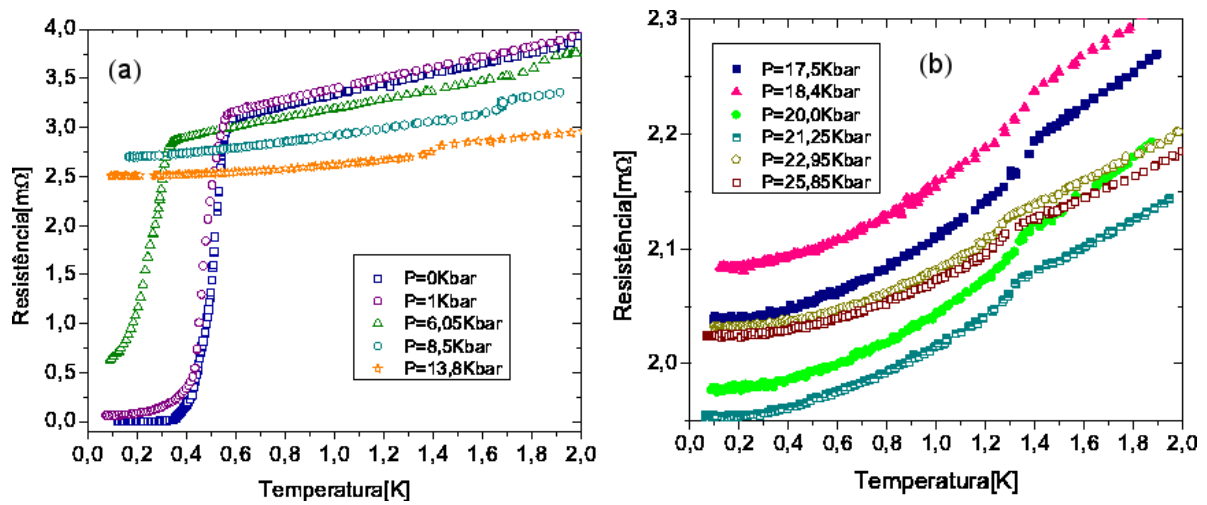 (a)
Resistência[mΩ]
4,0
3,5
3,0
2,5
2,0
1,5
1,0
0,5
0,0
P=0Kbar
P=1Kbar
P=6,05Kbar
P=8,5Kbar
P=13,8Kbar
0,0 0,2 0,4 0,6 0,8 1,0 1,2 1,4 1,6 1,8 2,0
Temperatura[K]
(b)
Resistência[mΩ]
2,3
2,2
2,1
2,0
P=17,5Kbar
P=18,4Kbar
P=20,0Kbar
P=21,25Kbar
P=22,95Kbar
P=25,85Kbar
0,0 0,2 0,4 0,6 0,8 1,0 1,2 1,4 1,6 1,8 2,0
Temperatura[K]